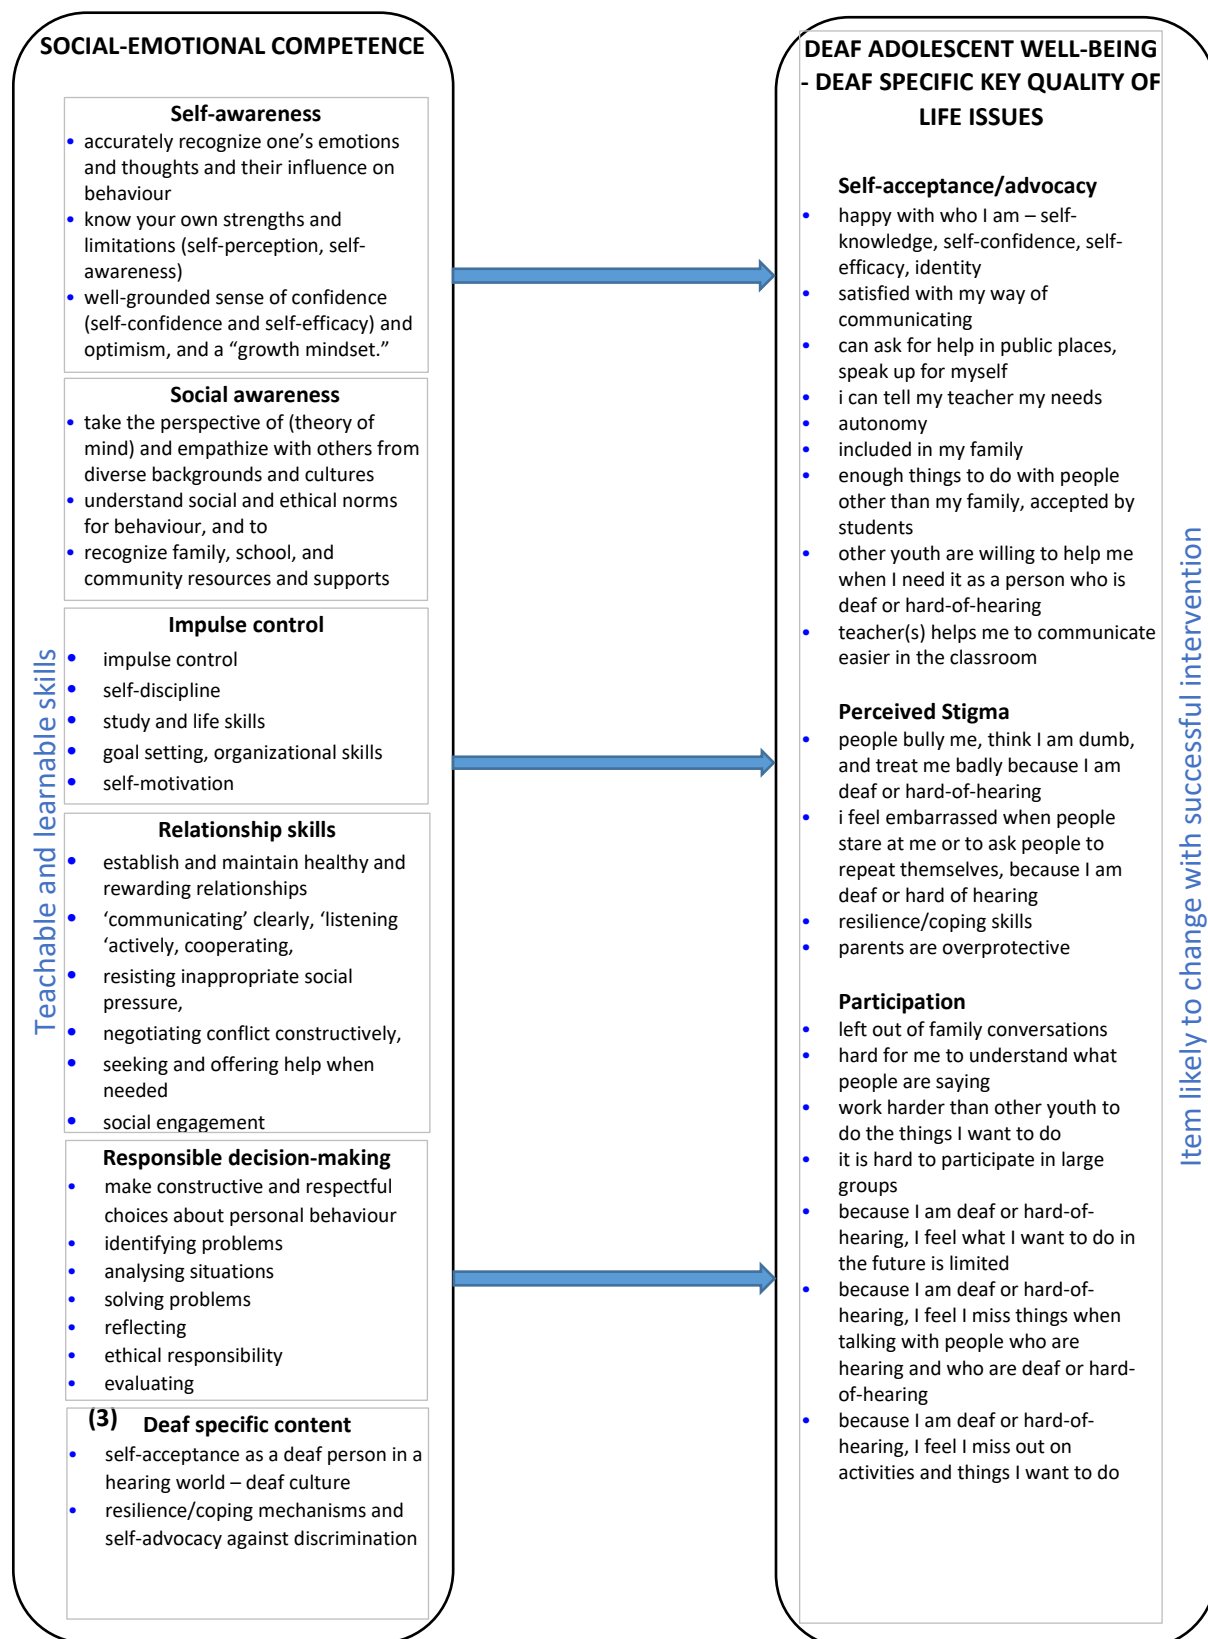 SOCIAL-EMOTIONAL COMPETENCE
Self-awareness
• accurately recognize one’s emotions
and thoughts and their influence on
behaviour
• know your own strengths and
limitations (self-perception, self-
awareness)
• well-grounded sense of confidence
(self-confidence and self-efficacy) and
optimism, and a “growth mindset.”
Social awareness
• take the perspective of (theory of
mind) and empathize with others from
diverse backgrounds and cultures
• understand social and ethical norms
for behaviour, and to
• recognize family, school, and
community resources and supports
Impulse control
• impulse control
• self-discipline
• study and life skills
• goal setting, organizational skills
• self-motivation
Relationship skills
• establish and maintain healthy and
rewarding relationships
• ‘communicating’ clearly, ‘listening
‘actively, cooperating,
• resisting inappropriate social
pressure,
• negotiating conflict constructively,
• seeking and offering help when
needed
• social engagement
Responsible decision-making
• make constructive and respectful
choices about personal behaviour
• identifying problems
• analysing situations
• solving problems
• reflecting
• ethical responsibility
• evaluating
(3) Deaf specific content
• self-acceptance as a deaf person in a
hearing world – deaf culture
• resilience/coping mechanisms and
self-advocacy against discrimination
Teachable and learnable skills
DEAF ADOLESCENT WELL-BEING
- DEAF SPECIFIC KEY QUALITY OF
LIFE ISSUES
Self-acceptance/advocacy
• happy with who I am – self-
knowledge, self-confidence, self-
efficacy, identity
• satisfied with my way of
communicating
• can ask for help in public places,
speak up for myself
• i can tell my teacher my needs
• autonomy
• included in my family
• enough things to do with people
other than my family, accepted by
students
• other youth are willing to help me
when I need it as a person who is
deaf or hard-of-hearing
• teacher(s) helps me to communicate
easier in the classroom
Perceived Stigma
• people bully me, think I am dumb,
and treat me badly because I am
deaf or hard-of-hearing
• i feel embarrassed when people
stare at me or to ask people to
repeat themselves, because I am
deaf or hard of hearing
• resilience/coping skills
• parents are overprotective
Participation
• left out of family conversations
• hard for me to understand what
people are saying
• work harder than other youth to
do the things I want to do
• it is hard to participate in large
groups
• because I am deaf or hard-of-
hearing, I feel what I want to do in
the future is limited
• because I am deaf or hard-of-
hearing, I feel I miss things when
talking with people who are
hearing and who are deaf or hard-
of-hearing
• because I am deaf or hard-of-
hearing, I feel I miss out on
activities and things I want to do
Item likely to change with successful intervention